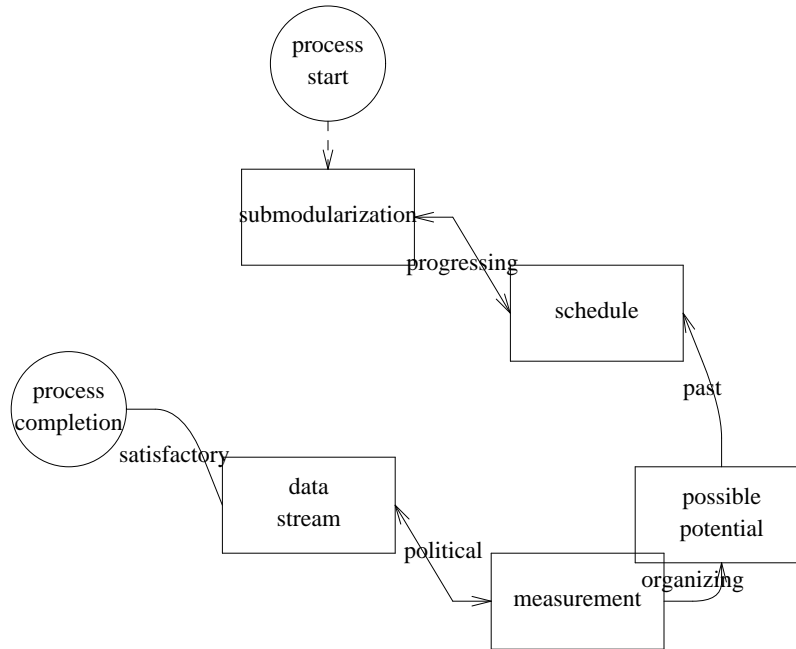 process
start
submodularization
progressing
schedule
process
completion
past
satisfactory
data
stream
possible
potential
political
organizing
measurement